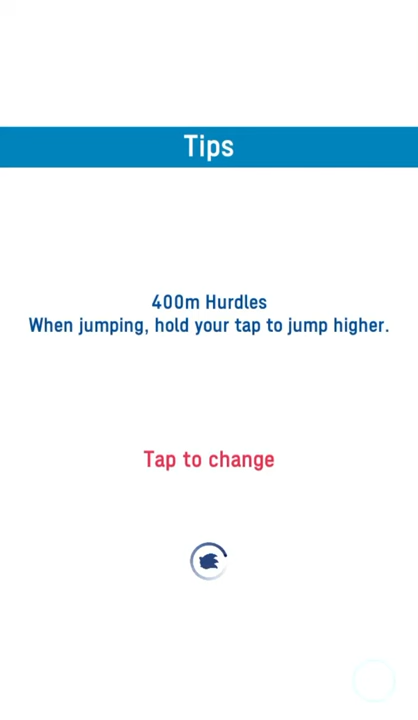 Tips
400m Hurdles
When jumping, hold your tap to jump higher.
Tap to change